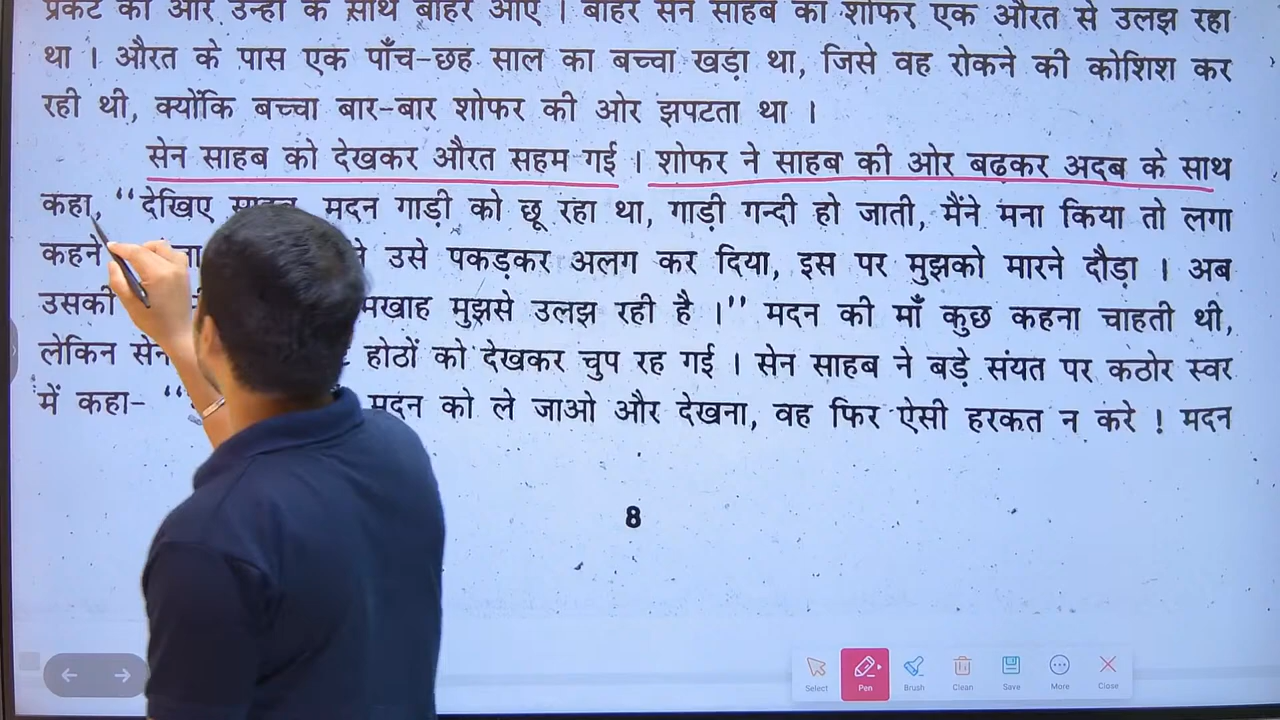 प्रकट की और उन्हीं के साथ बाहर आए । बाहर सेन साहब का शोफर एक औरत से उलझ रहा
था । औरत के पास एक पाँच-छह साल का बच्चा खड़ा था, जिसे वह रोकने की कोशिश कर
रही थी, क्योंकि बच्चा बार-बार शोफर की ओर झपटता था ।
सेन साहब को देखकर औरत सहम गई । शोफर ने साहब की ओर बढ़कर अदब के साथ
कहा, “देखिए मदन गाड़ी को छू रहा था, गाड़ी गन्दी हो जाती, मैंने मना किया तो लगा
कहने उसे पकड़कर अलग कर दिया, इस पर मुझको मारने दौड़ा । अब
उसकी मुझसे उलझ रही है ।” मदन की माँ कुछ कहना चाहती थी,
लेकिन सेन होठों को देखकर चुप रह गई । सेन साहब ने बड़े संयत पर कठोर स्वर
में कहा- “ मदन को ले जाओ और देखना, वह फिर ऐसी हरकत न करे ! मदन
8
Select Pen Brush Clean Save More Close